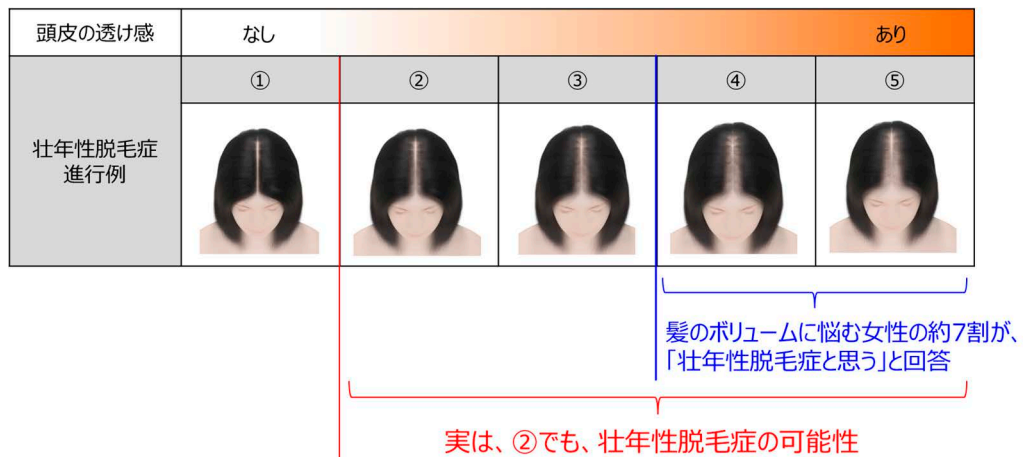 頭皮の透け感
なし
あり
① ② ③ ④ ⑤
壮年性脱毛症
進行例
髪のボリュームに悩む女性の約7割が、
「壮年性脱毛症と思う」と回答
実は、②でも、壮年性脱毛症の可能性